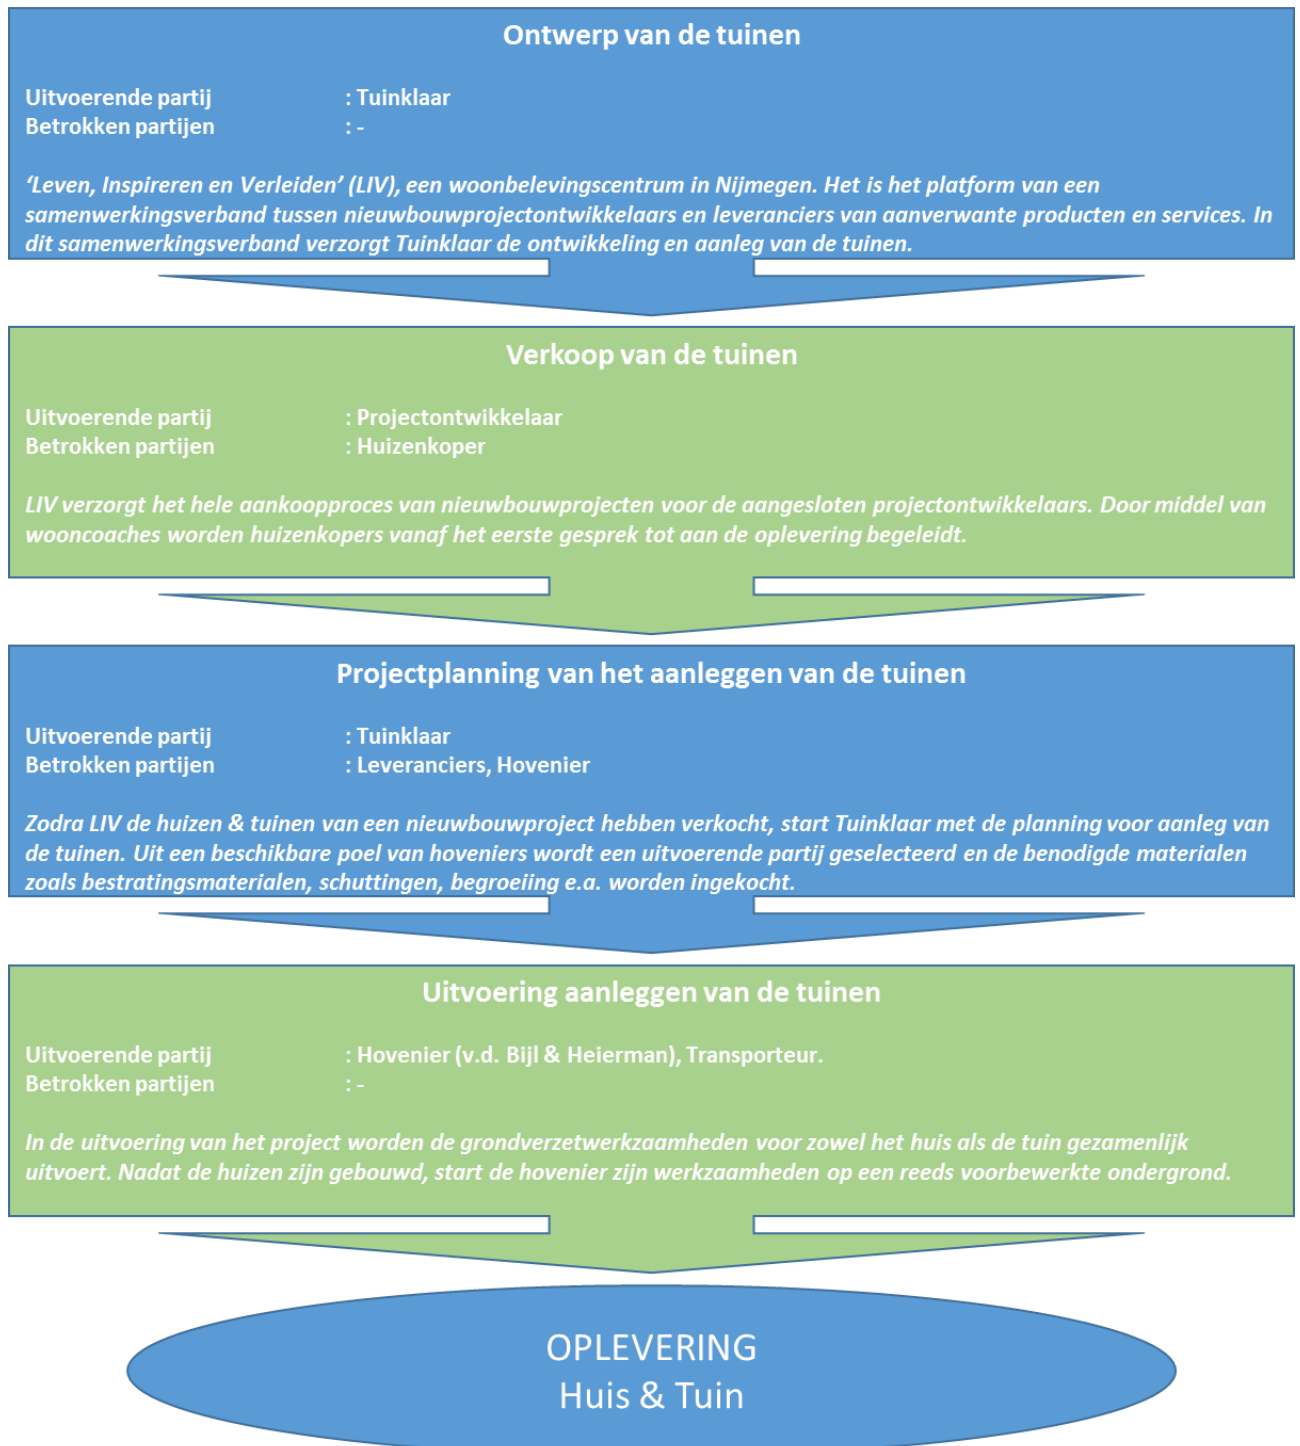 Ontwerp van de tuinen
Uitvoerende partij : Tuinklaar
Betrokken partijen : -
‘Leven, Inspireren en Verleiden’ (LIV), een woonbelevingscentrum in Nijmegen. Het is het platform van een
samenwerkingsverband tussen nieuwbouwprojectontwikkelaars en leveranciers van aanverwante producten en services. In
dit samenwerkingsverband verzorgt Tuinklaar de ontwikkeling en aanleg van de tuinen.
Verkoop van de tuinen
Uitvoerende partij : Projectontwikkelaar
Betrokken partijen : Huizenkoper
LIV verzorgt het hele aankoopproces van nieuwbouwprojecten voor de aangesloten projectontwikkelaars. Door middel van
wooncoaches worden huizenkopers vanaf het eerste gesprek tot aan de oplevering begeleidt.
Projectplanning van het aanleggen van de tuinen
Uitvoerende partij : Tuinklaar
Betrokken partijen : Leveranciers, Hovenier
Zodra LIV de huizen & tuinen van een nieuwbouwproject hebben verkocht, start Tuinklaar met de planning voor aanleg van
de tuinen. Uit een beschikbare poel van hoveniers wordt een uitvoerende partij geselecteerd en de benodigde materialen
zoals bestratingsmaterialen, schuttingen, begroeiing e.a. worden ingekocht.
Uitvoering aanleggen van de tuinen
Uitvoerende partij : Hovenier (v.d. Bijl & Heierman), Transporteur.
Betrokken partijen : -
In de uitvoering van het project worden de grondverzetwerkzaamheden voor zowel het huis als de tuin gezamenlijk
uitvoert. Nadat de huizen zijn gebouwd, start de hovenier zijn werkzaamheden op een reeds voorbewerkte ondergrond.
OPLEVERING
Huis & Tuin